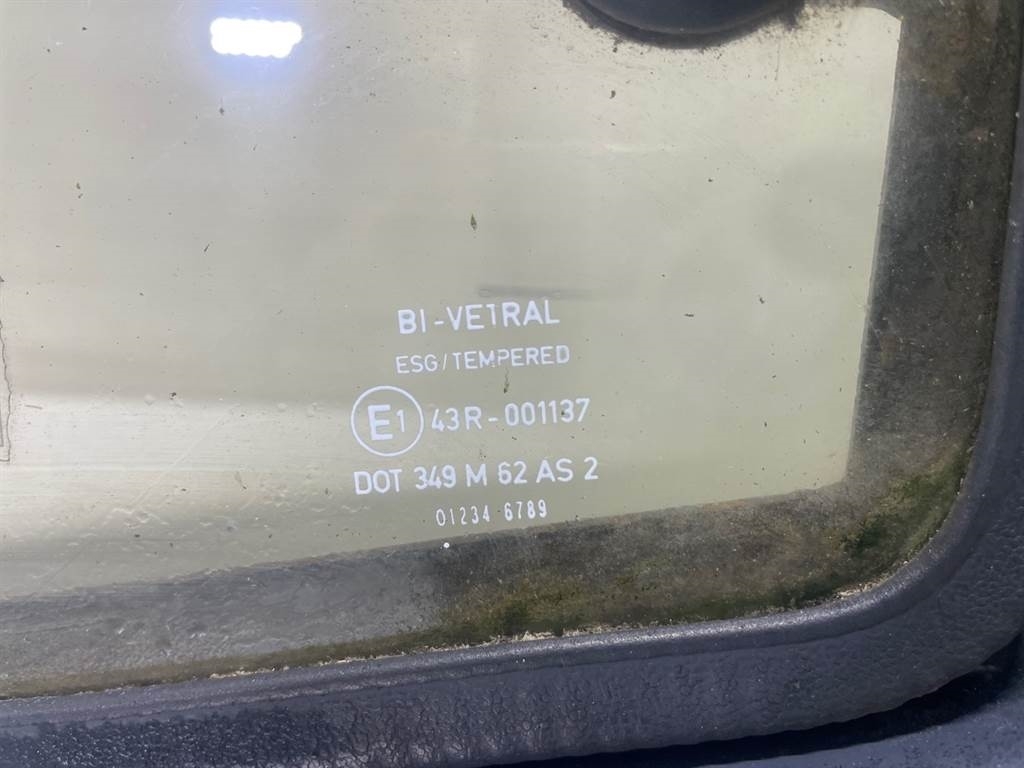 BI-VETRAL
ESG/TEMPERED
E1 43R-001137
DOT 349 M 62 AS 2
01234 6789